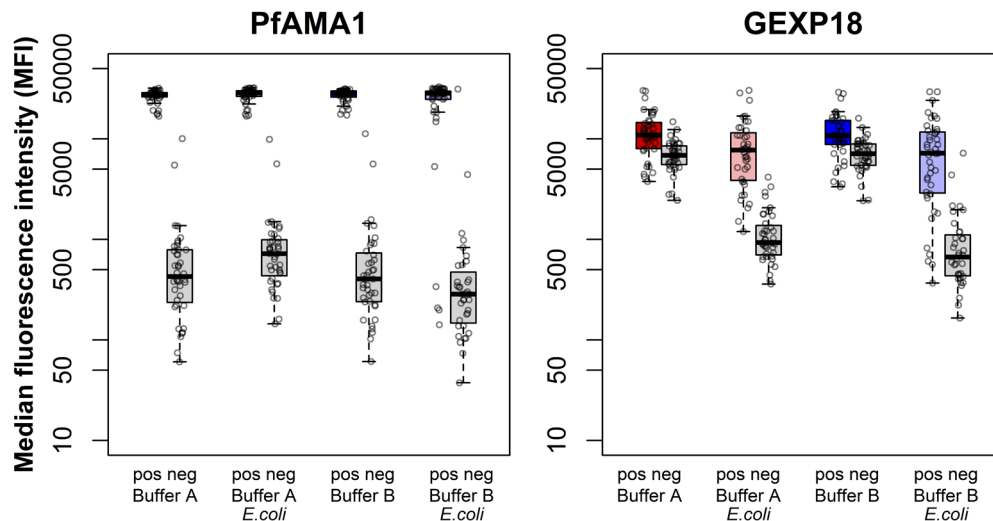 PfAMA1
GEXP18
Median fluorescence intensity (MFI)
50000
5000
500
50
10
50000
5000
500
50
10
pos neg
Buffer A
pos neg
Buffer A
E.coli
pos neg
Buffer B
pos neg
Buffer B
E.coli
pos neg
Buffer A
pos neg
Buffer A
E.coli
pos neg
Buffer B
pos neg
Buffer B
E.coli